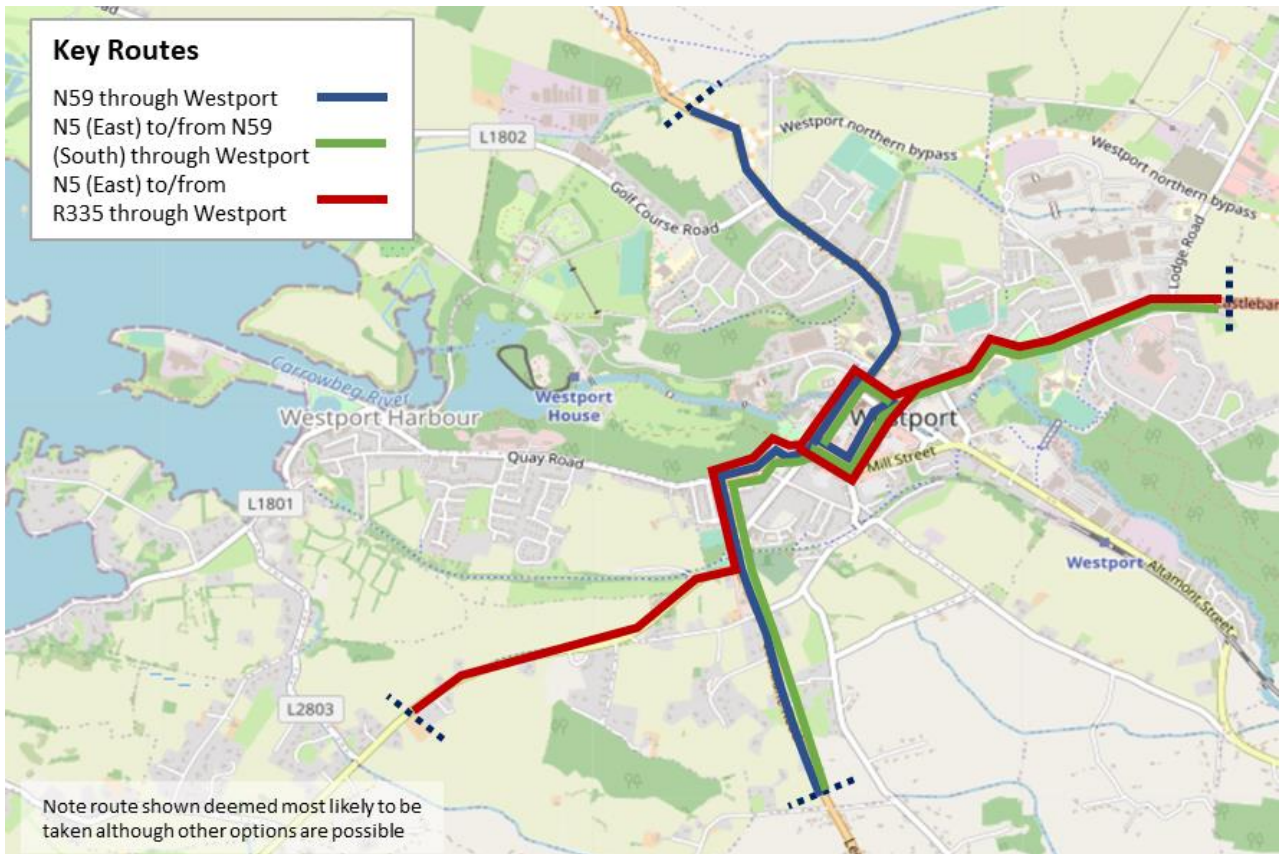 Key Routes
N59 through Westport
N5 (East) to/from N59
(South) through Westport
N5 (East) to/from
R335 through Westport
L1802
Westport northern bypass
Westport northern bypass
Golf Course Road
Lodge Road
Carrowbeg River
Westport
House
Westport Harbour
Westport
Quay Road
Mill Street
L1801
Westport
Altamont Street
L2803
Note route shown deemed most likely to be
taken although other options are possible